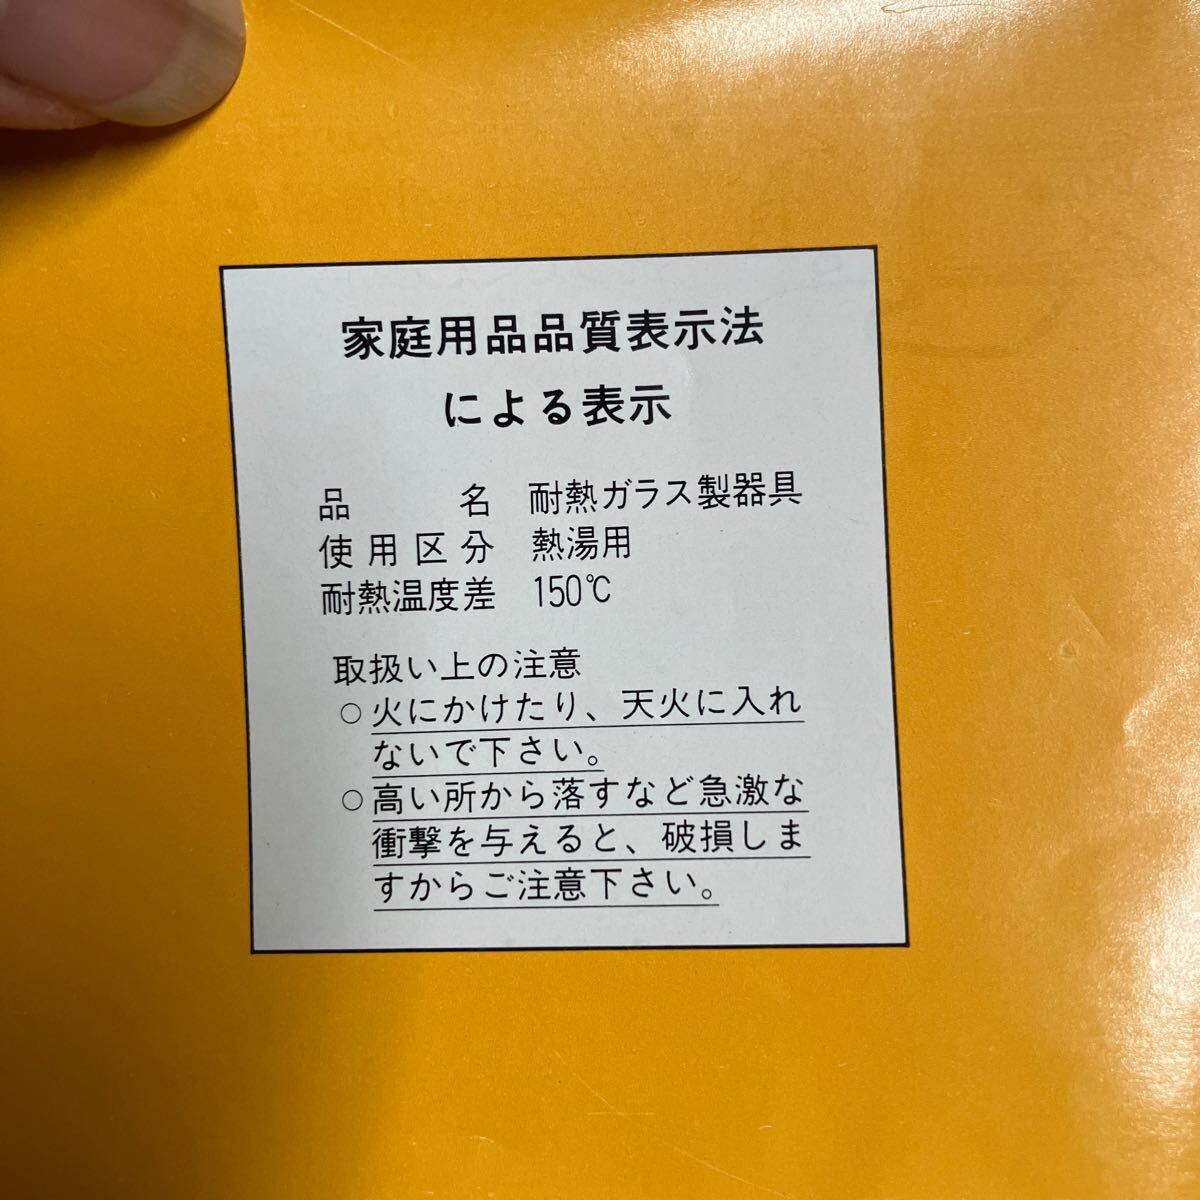 家庭用品品質表示法
による表示
品名 耐熱ガラス製器具
使用区分 熱湯用
耐熱温度差 150℃
取扱い上の注意
○火にかけたり、天火に入れ
ないで下さい。
○高い所から落すなど急激な
衝撃を与えると、破損しま
すからご注意下さい。